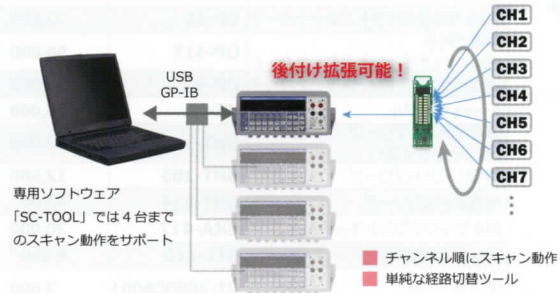 CH1
CH2
USB
GP-IB
後付け拡張可能！
CH3
CH4
CH5
CH6
CH7
専用ソフトウェア
「SC-TOOL」では４台まで
のスキャン動作をサポート
チャンネル順にスキャン動作
単純な経路切替ツール